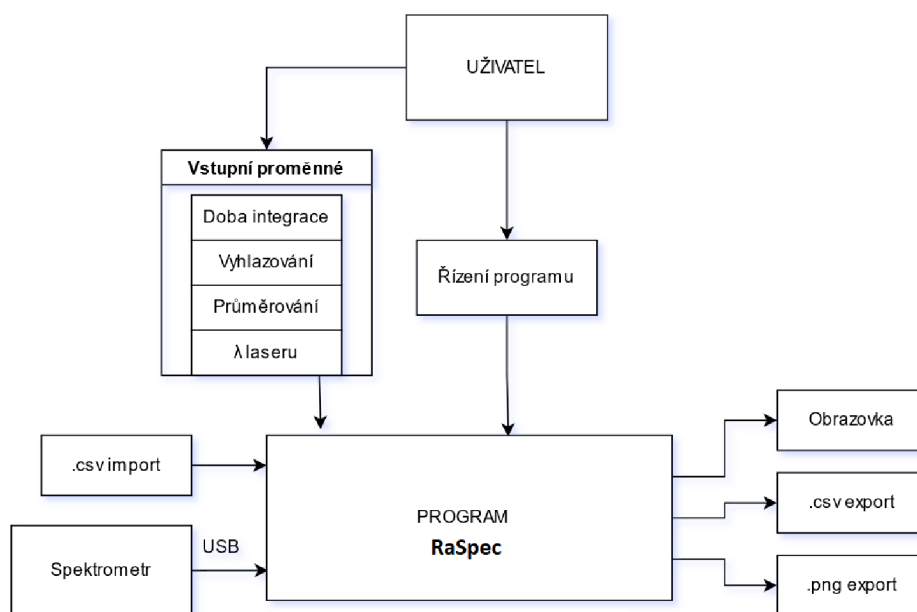 UŽIVATEL
Vstupní proměnné
Doba integrace
Vyhlazování
Průměrování
λ laseru
Řízení programu
.csv import
Spektrometr
USB
PROGRAM
RaSpec
Obrazovka
.csv export
.png export